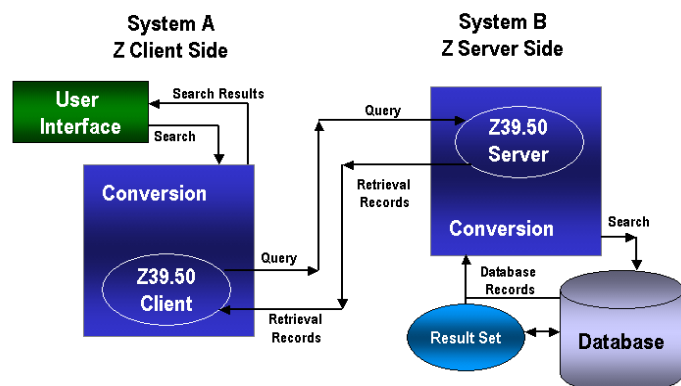 System A
Z Client Side
System B
Z Server Side
User
Interface
Search Results
Search
Conversion
Z39.50
Client
Query
Retrieval
Records
Query
Retrieval
Records
Z39.50
Server
Conversion
Search
Database
Records
Result Set
Database